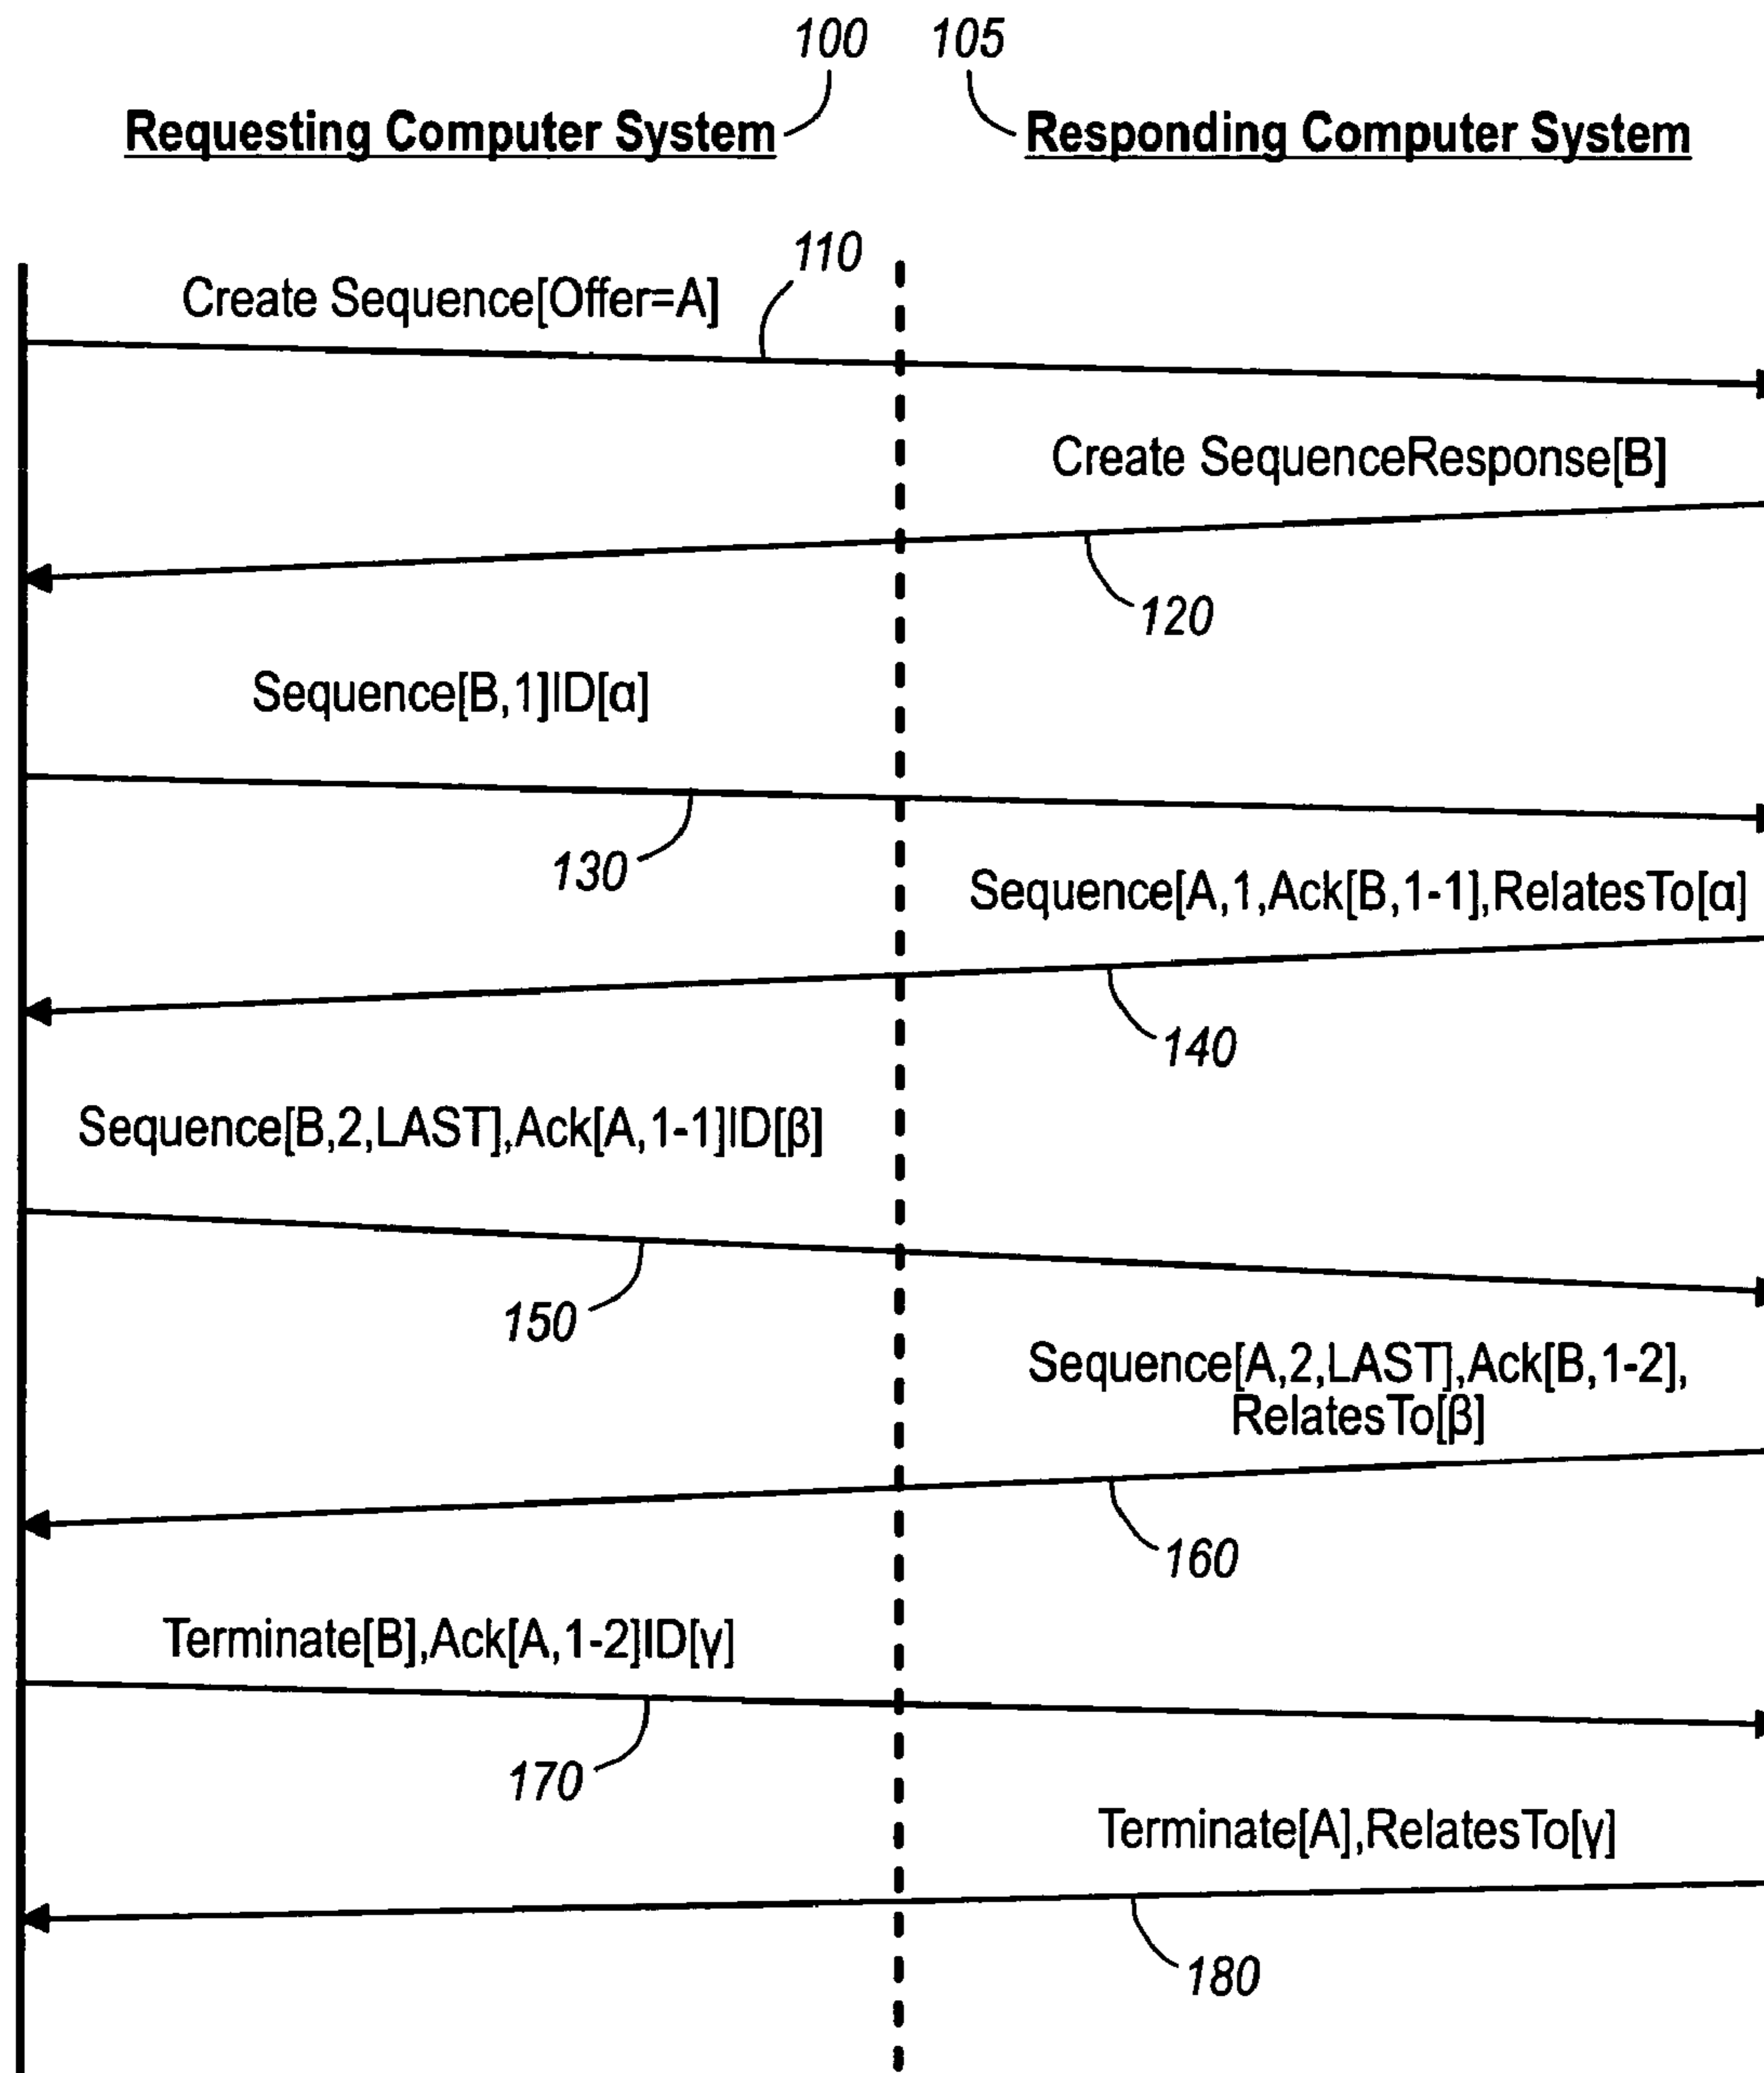 100 105
Requesting Computer System Responding Computer System
110
Create Sequence[Offer=A]
Create SequenceResponse[B]
120
Sequence[B,1]ID[α]
130
Sequence[A,1,Ack[B,1-1],RelatesTo[α]
140
Sequence[B,2,LAST],Ack[A,1-1]ID[β]
150
Sequence[A,2,LAST],Ack[B,1-2],
RelatesTo[β]
160
Terminate[B],Ack[A,1-2]ID[γ]
170
Terminate[A],RelatesTo[γ]
180